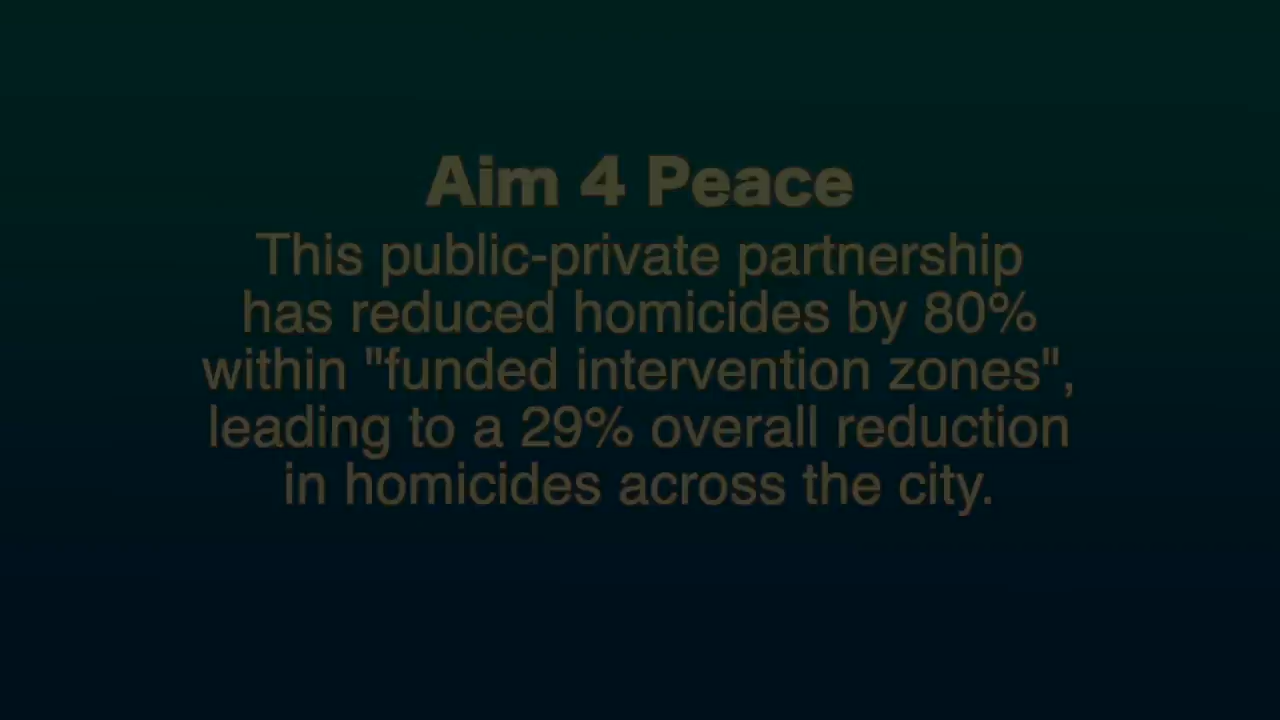 Aim 4 Peace
This public-private partnership
has reduced homicides by 80%
within "funded intervention zones",
leading to a 29% overall reduction
in homicides across the city.